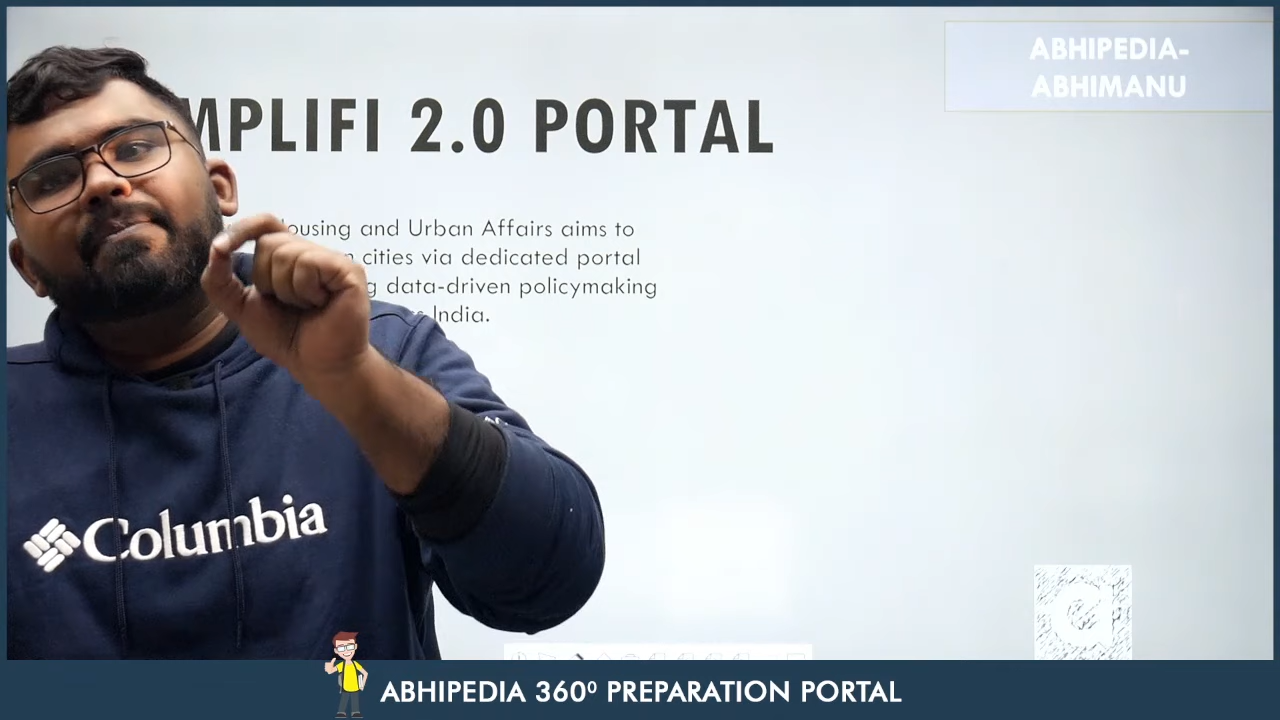 ABHIPEDIA-
ABHIMANU
MPLIFI 2.0 PORTAL
ousing and Urban Affairs aims to
cities via dedicated portal
data-driven policymaking
India.
Columbia
ABHIPEDIA 360⁰ PREPARATION PORTAL